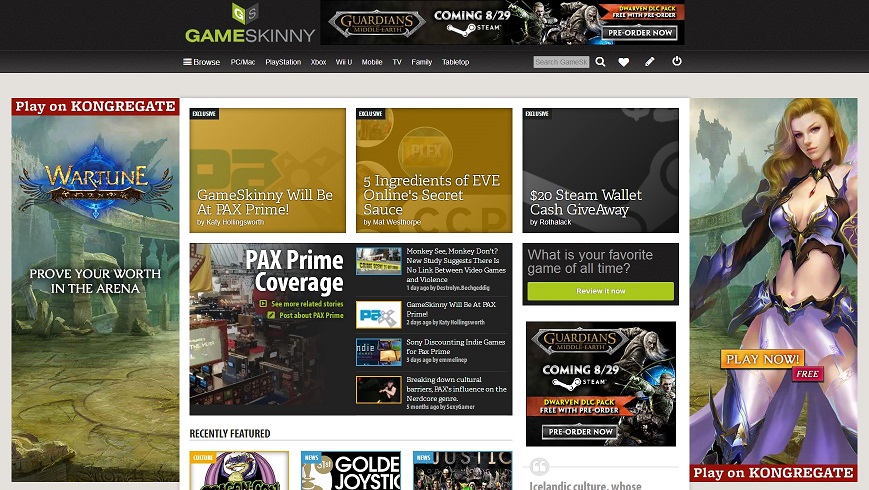 GS
GAMESKINNY
GUARDIANS
MIDDLE-EARTH
COMING 8/29
STEAM
DWARVEN DLC PACK
FREE WITH PRE-ORDER
PRE-ORDER NOW
Browse
PC/Mac
PlayStation
Xbox
Wii U
Mobile
TV
Family
Tabletop
Search GameSk
Play on KONGREGATE
WARTUNE
PROVE YOUR WORTH
IN THE ARENA
EXCLUSIVE
PAX
GameSkinny Will Be
At PAX Prime!
by Katy Hollingsworth
EXCLUSIVE
PLEX
CCP
5 Ingredients of EVE
Online's Secret
Sauce
by Mat Westhorpe
EXCLUSIVE
$20 Steam Wallet
Cash GiveAway
by Rothalack
PAX Prime
Coverage
See more related stories
Post about PAX Prime
Monkey See, Monkey Don't?
New Study Suggests There Is
No Link Between Video Games
and Violence
1 day ago by Destrolyn.Bechgeddig
GameSkinny Will Be At PAX
Prime!
2 days ago by Katy Hollingsworth
indie
Sony Discounting Indie Games
for Pax Prime
3 days ago by emmelinep
Breaking down cultural
barriers, PAX's influence on the
Nerdcore genre.
5 months ago by SexyGamer
What is your favorite
game of all time?
Review it now
GUARDIANS
MIDDLE-EARTH
COMING 8/29
STEAM
DWARVEN DLC PACK
FREE WITH PRE-ORDER
PRE-ORDER NOW
PLAY NOW!
FREE
Play on KONGREGATE
RECENTLY FEATURED
CULTURE
NEWS
GOLDE
JOYSTI
NEWS
JUSTIC
Icelandic culture, whose